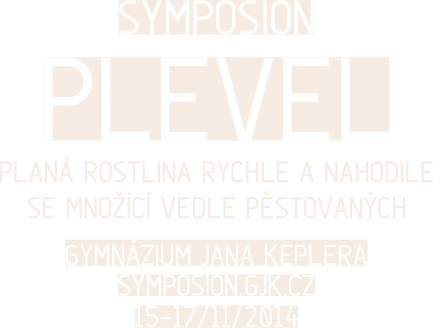 SYMPOSION
PLEVEL
PLANÁ ROSTLINA RYCHLE A NAHODILE
SE MNOŽÍCÍ VEDLE PĚSTOVANÝCH
GYMNÁZIUM JANA KEPLERA
SYMPOSION.GJK.CZ
15–17/11/2014